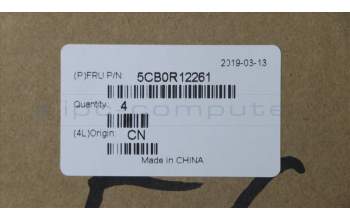 2019-03-13
(P)FRU P/N: 5CB0R12261
Quantity: 4
(4L)Origin: CN
Made in CHINA